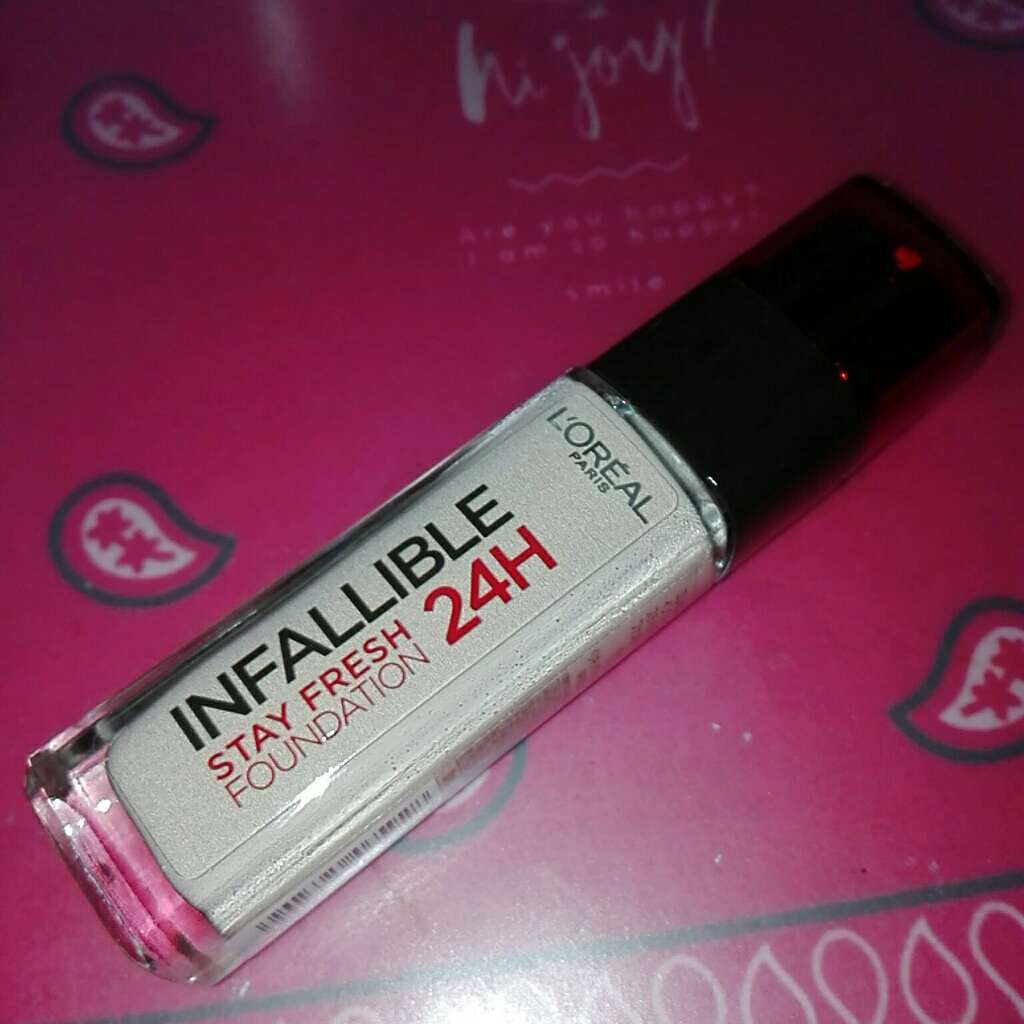 hi joy!
Are you happy?
I am so happy!
smile
L'ORÉAL
PARIS
INFALLIBLE
STAY FRESH 24H
FOUNDATION